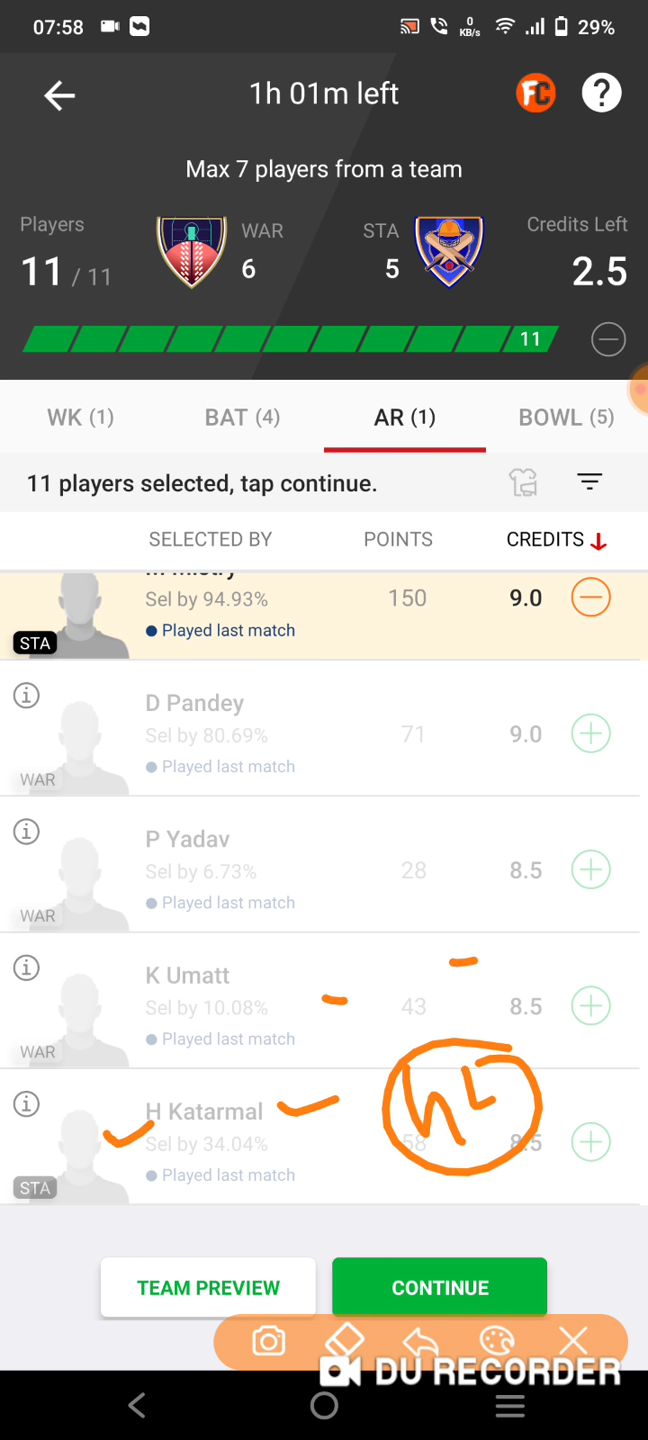 07:58 0 KB/s 29%
1h 01m left FC ?
Max 7 players from a team
Players WAR STA Credits Left
11 / 11 6 5 2.5
11
WK (1) BAT (4) AR (1) BOWL (5)
11 players selected, tap continue.
SELECTED BY POINTS CREDITS
M Mistry
Sel by 94.93% 150 9.0
STA Played last match
D Pandey
Sel by 80.69% 71 9.0
WAR Played last match
P Yadav
Sel by 6.73% 28 8.5
WAR Played last match
K Umatt
Sel by 10.08% 43 8.5
WAR Played last match
H Katarmal
Sel by 34.04% 58 8.5
STA Played last match
TEAM PREVIEW CONTINUE
DU RECORDER